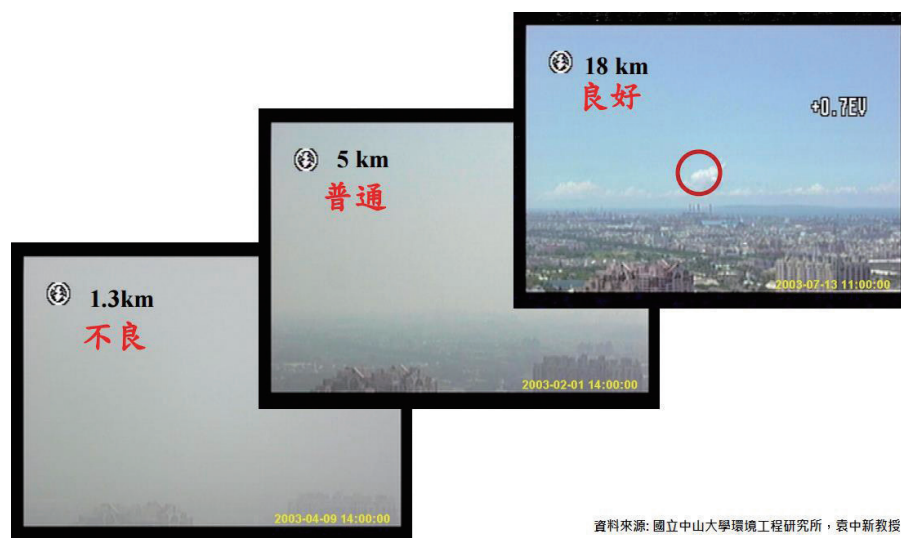 18 km
良好
+0.7EV
2003-07-13 11:00:00
5 km
普通
2003-02-01 14:00:00
1.3km
不良
2003-04-09 14:00:00
資料來源: 國立中山大學環境工程研究所，袁中新教授